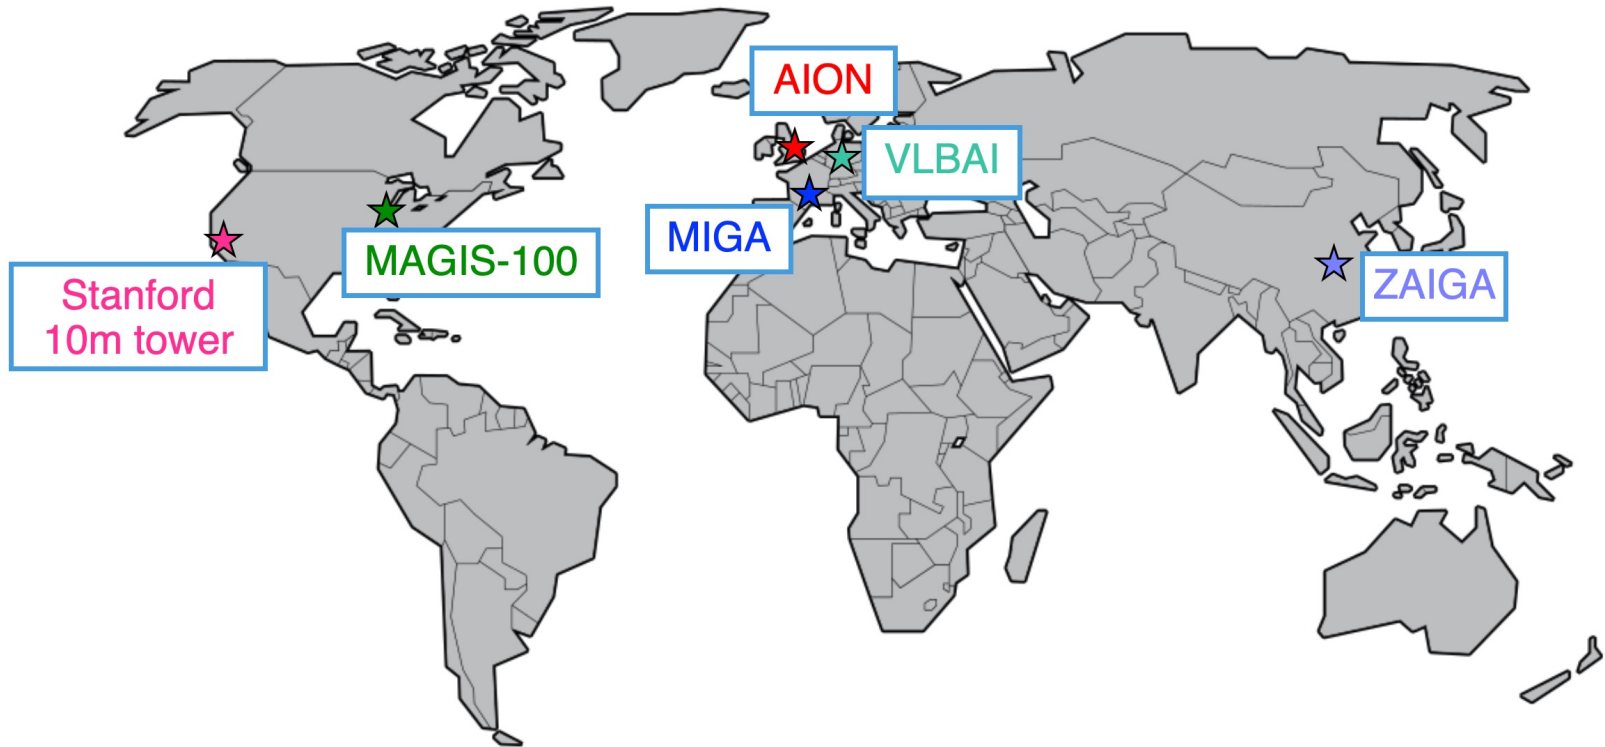 AION
VLBAI
MIGA
MAGIS-100
ZAIGA
Stanford
10m tower